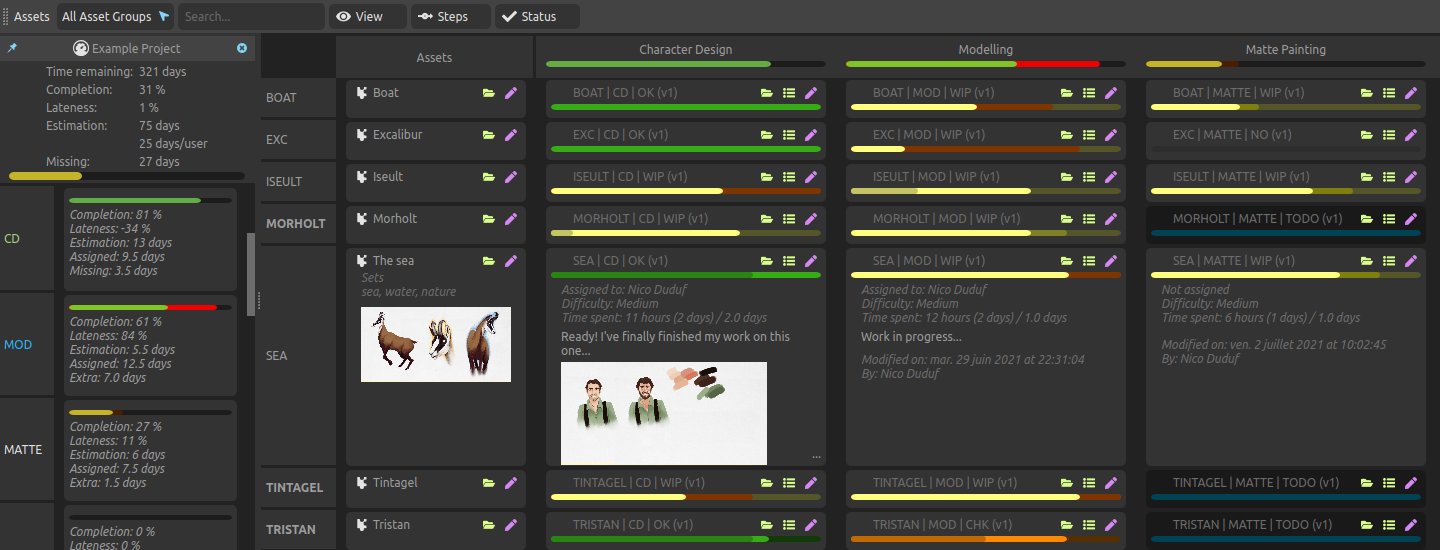 Assets All Asset Groups Search... View Steps Status
Example Project
Time remaining: 321 days
Completion: 31 %
Lateness: 1 %
Estimation: 75 days
25 days/user
Missing: 27 days
CD
Completion: 81 %
Lateness: -34 %
Estimation: 13 days
Assigned: 9.5 days
Missing: 3.5 days
MOD
Completion: 61 %
Lateness: 84 %
Estimation: 5.5 days
Assigned: 12.5 days
Extra: 7.0 days
MATTE
Completion: 27 %
Lateness: 11 %
Estimation: 6 days
Assigned: 7.5 days
Extra: 1.5 days
Completion: 0 %
Lateness: 0 %
Assets Character Design Modelling Matte Painting
BOAT Boat BOAT | CD | OK (v1) BOAT | MOD | WIP (v1) BOAT | MATTE | WIP (v1)
EXC Excalibur EXC | CD | OK (v1) EXC | MOD | WIP (v1) EXC | MATTE | NO (v1)
ISEULT Iseult ISEULT | CD | WIP (v1) ISEULT | MOD | WIP (v1) ISEULT | MATTE | WIP (v1)
MORHOLT Morholt MORHOLT | CD | WIP (v1) MORHOLT | MOD | WIP (v1) MORHOLT | MATTE | TODO (v1)
SEA
The sea
Sets
sea, water, nature
SEA | CD | OK (v1)
Assigned to: Nico Duduf
Difficulty: Medium
Time spent: 11 hours (2 days) / 2.0 days
Ready! I've finally finished my work on this
one...
...
SEA | MOD | WIP (v1)
Assigned to: Nico Duduf
Difficulty: Medium
Time spent: 12 hours (2 days) / 1.0 days
Work in progress...
Modified on: mar. 29 juin 2021 at 22:31:04
By: Nico Duduf
SEA | MATTE | WIP (v1)
Not assigned
Difficulty: Medium
Time spent: 6 hours (1 days) / 1.0 days
Modified on: ven. 2 juillet 2021 at 10:02:45
By: Nico Duduf
TINTAGEL Tintagel TINTAGEL | CD | WIP (v1) TINTAGEL | MOD | WIP (v1) TINTAGEL | MATTE | TODO (v1)
TRISTAN Tristan TRISTAN | CD | OK (v1) TRISTAN | MOD | CHK (v1) TRISTAN | MATTE | TODO (v1)